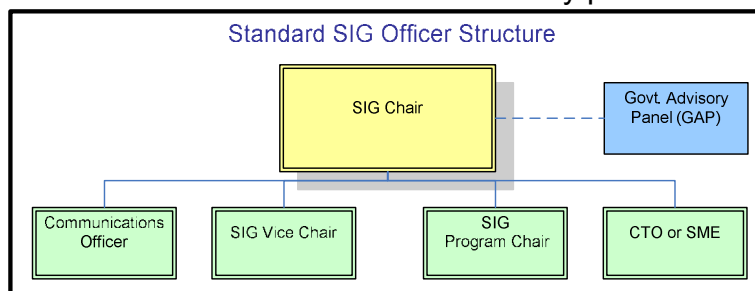 Standard SIG Officer Structure
SIG Chair
Govt. Advisory
Panel (GAP)
Communications
Officer
SIG Vice Chair
SIG
Program Chair
CTO or SME